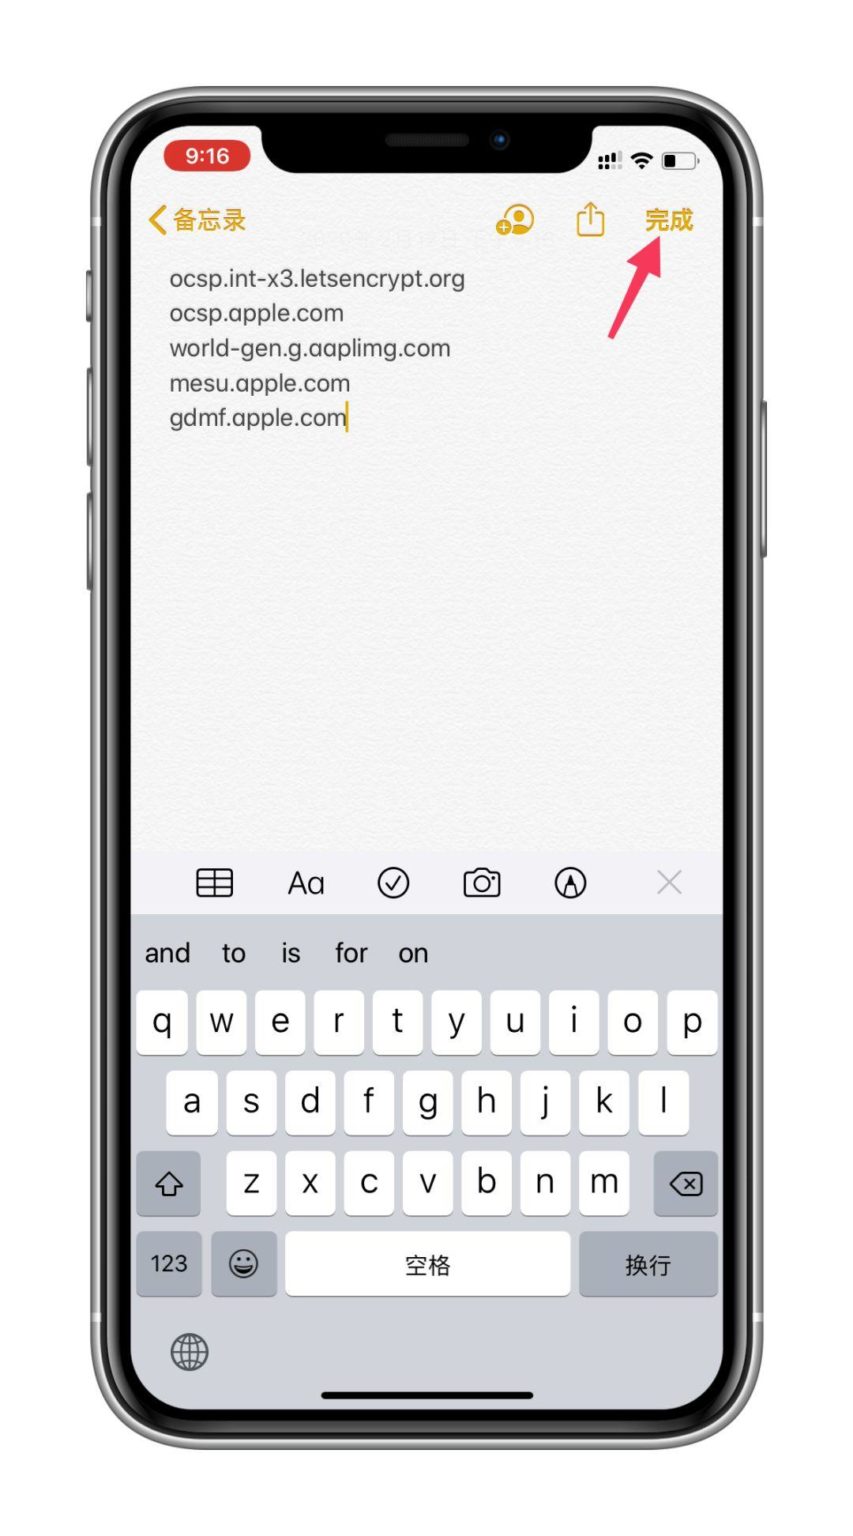 9:16
备忘录
完成
ocsp.int-x3.letsencrypt.org
ocsp.apple.com
world-gen.g.aaplimg.com
mesu.apple.com
gdmf.apple.com
Aa
and to is for on
q w e r t y u i o p
a s d f g h j k l
z x c v b n m
123 空格 换行